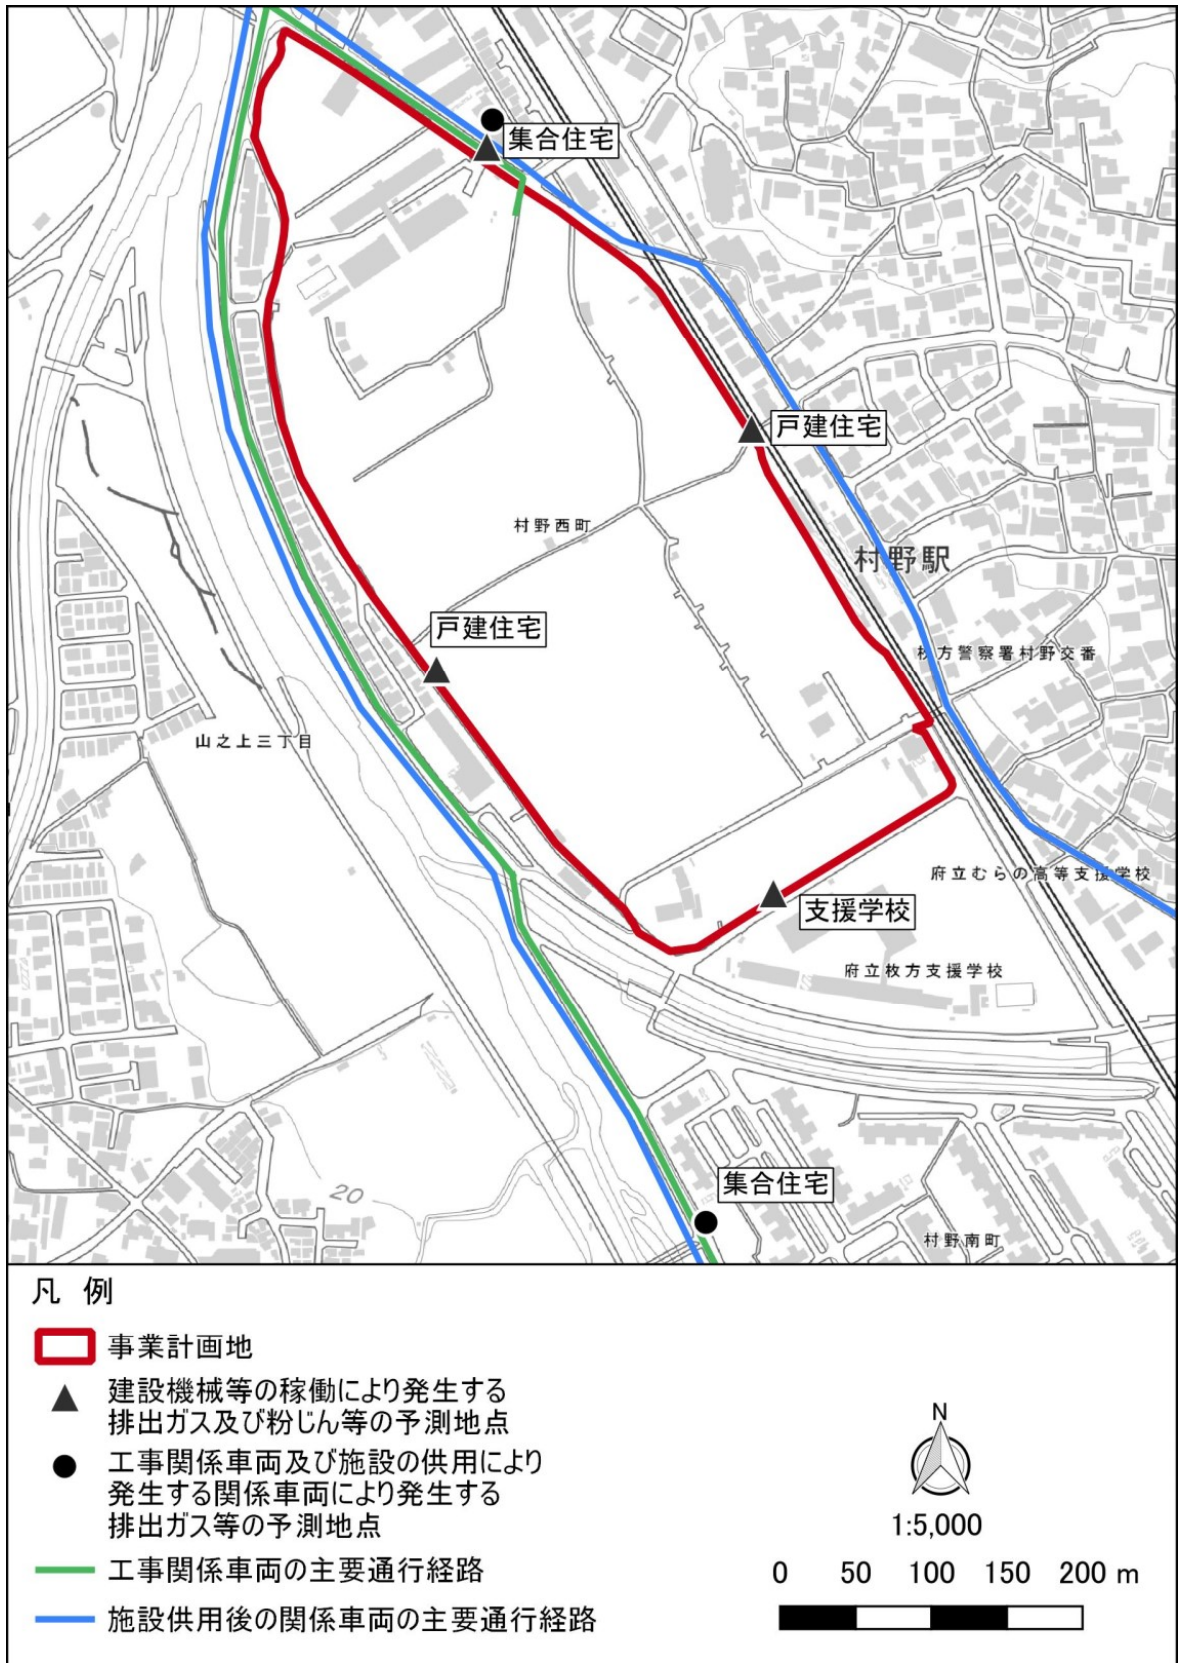 集合住宅
戸建住宅
村野西町
村野駅
戸建住宅
枚方警察署村野交番
山之上三丁目
府立むらの高等支援学校
支援学校
府立枚方支援学校
集合住宅
20
村野南町
凡 例
事業計画地
建設機械等の稼働により発生する
排出ガス及び粉じん等の予測地点
工事関係車両及び施設の供用により
発生する関係車両により発生する
排出ガス等の予測地点
工事関係車両の主要通行経路
施設供用後の関係車両の主要通行経路
N
1:5,000
0 50 100 150 200 m